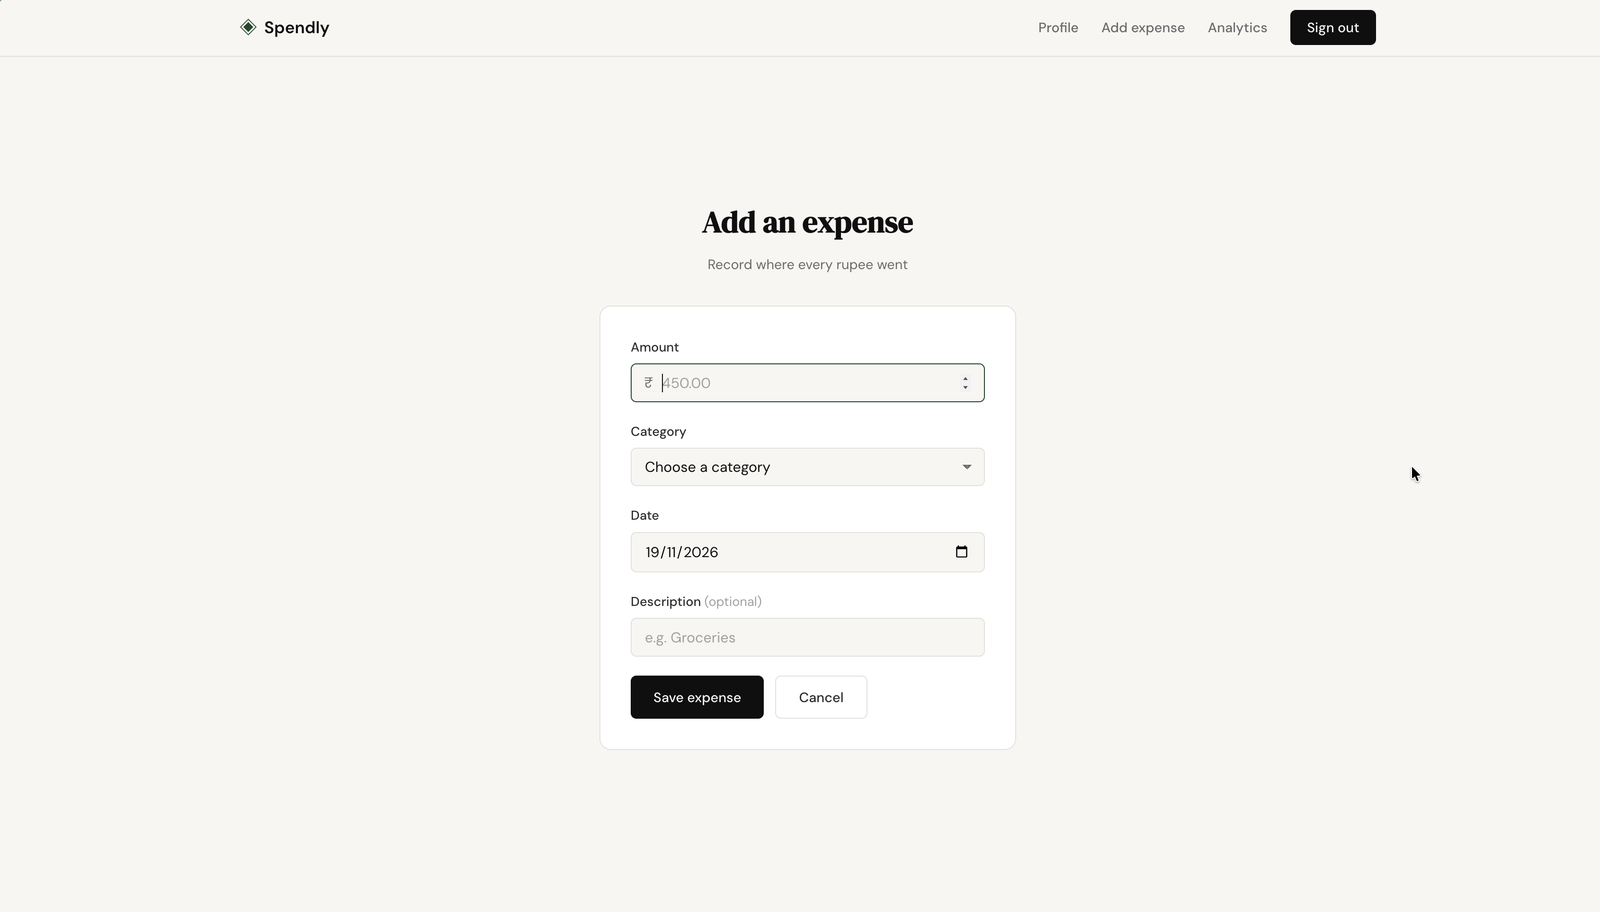 Spendly
Profile Add expense Analytics Sign out
Add an expense
Record where every rupee went
Amount
₹ 450.00
Category
Choose a category
Date
19/11/2026
Description (optional)
e.g. Groceries
Save expense Cancel